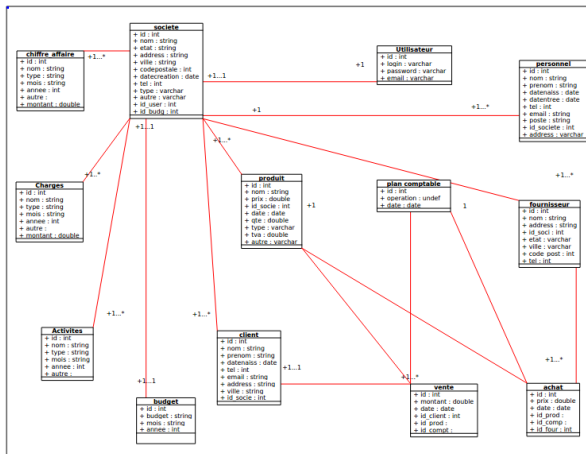 societe
+ id : int
+ nom : string
+ etat : string
+ address : string
+ ville : string
+ codepostale : int
+ datecreation : date
+ tel : int
+ type : varchar
+ autre : varchar
+ id_user : int
+ id_budg : int
chiffre affaire
+ id : int
+ nom : string
+ type : string
+ mois : string
+ annee : int
+ autre :
+ montant : double
+1...*
Utilisateur
+ id : int
+ login : varchar
+ password : varchar
+ email : varchar
+1...1
+1
personnel
+ id : int
+ nom : string
+ prenom : string
+ datenaiss : date
+ datentree : date
+ tel : int
+ email : string
+ poste : string
+ id_societe : int
+ address : varchar
+1
+1...*
+1...1
+1...*
Charges
+ id : int
+ nom : string
+ type : string
+ mois : string
+ annee : int
+ autre :
+ montant : double
+1...*
produit
+ id : int
+ nom : string
+ prix : double
+ id_socie : int
+ date : date
+ qte : double
+ type : varchar
+ tva : double
+ autre : varchar
+1
plan comptable
+ id : int
+ operation : undef
+ date : date
1
+1...*
fournisseur
+ id : int
+ nom : string
+ address : string
+ id_soci : int
+ etat : varchar
+ ville : varchar
+ code_post : int
+ tel : int
+1...*
Activites
+ id : int
+ nom : string
+ type : string
+ mois : string
+ annee : int
+ autre :
+1...*
client
+ id : int
+ nom : string
+ prenom : string
+ datenaiss : date
+ tel : int
+ email : string
+ address : string
+ ville : string
+ id_socie : int
+1...1
+1...1
budget
+ id : int
+ budget : string
+ mois : string
+ annee : int
+1...*
vente
+ id : int
+ montant : double
+ date : date
+ id_client : int
+ id_prod :
+ id_compt :
+1...*
achat
+ id : int
+ prix : double
+ date : date
+ id_prod :
+ id_comp :
+ id_four : int